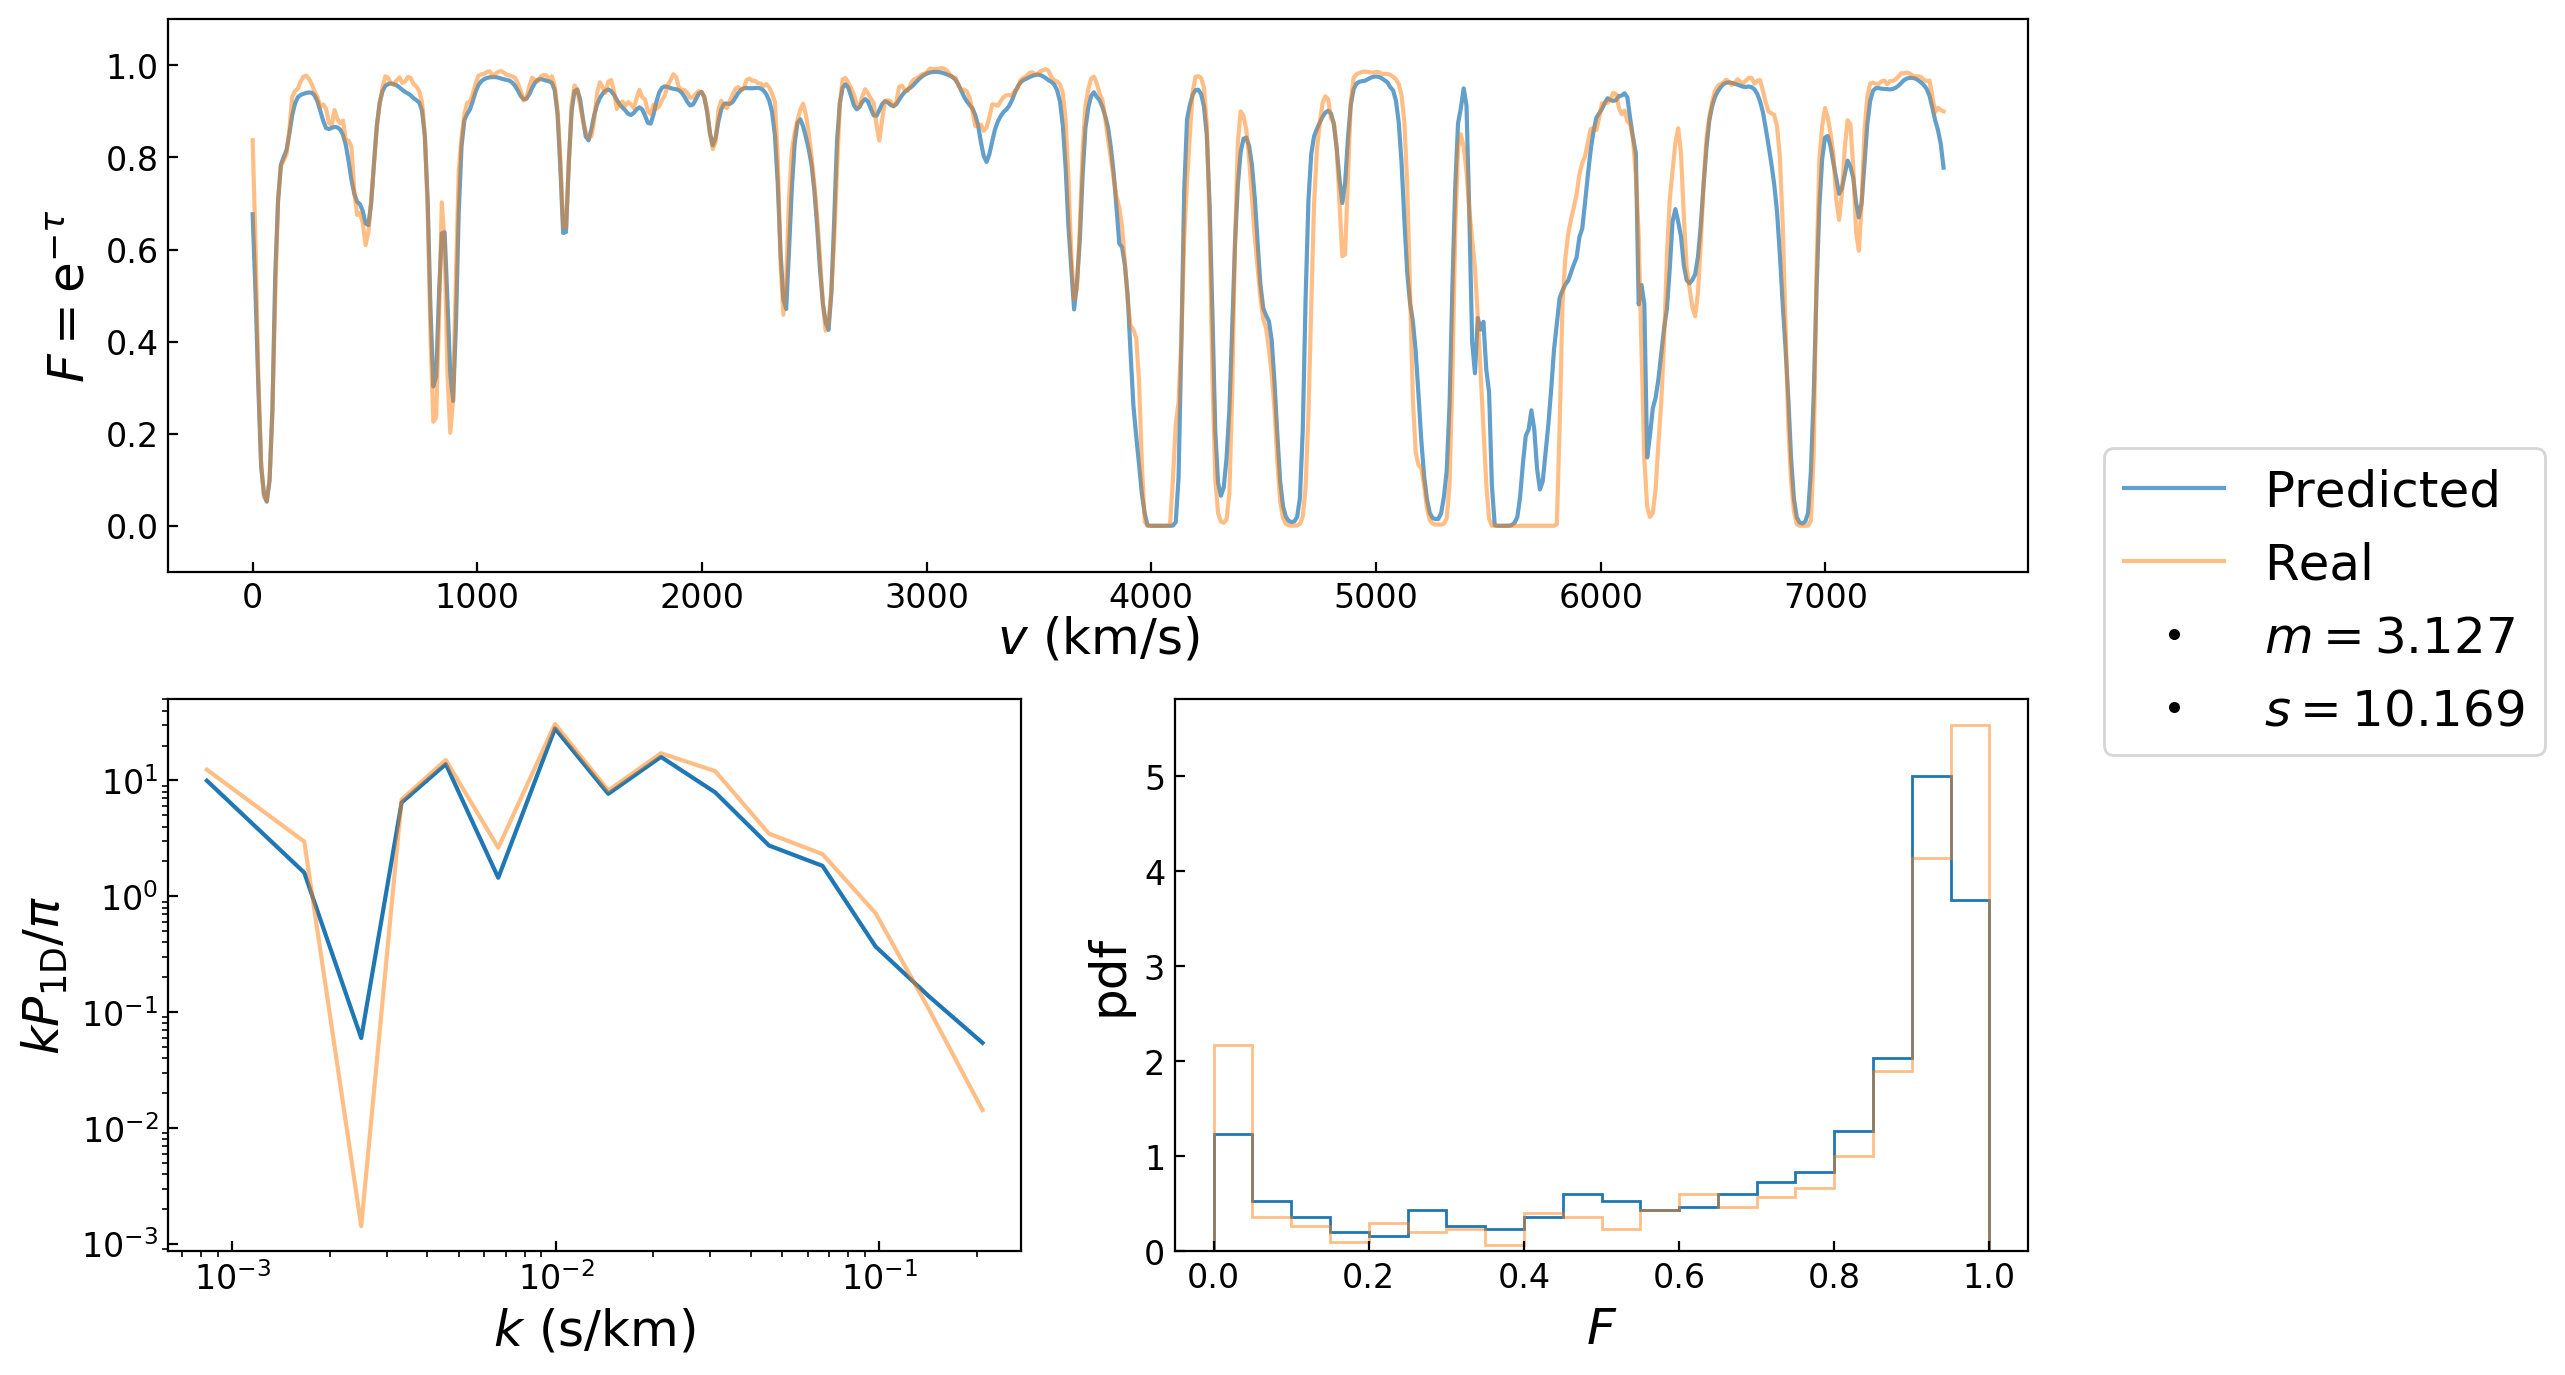 1.0
0.8
0.6
0.4
0.2
0.0
F = e^{−τ}
0 1000 2000 3000 4000 5000 6000 7000
v (km/s)
Predicted
Real
m = 3.127
s = 10.169
10^1
10^0
10^{−1}
10^{−2}
10^{−3}
kP_{1D}/π
10^{−3} 10^{−2} 10^{−1}
k (s/km)
5
4
3
2
1
0
pdf
0.0 0.2 0.4 0.6 0.8 1.0
F